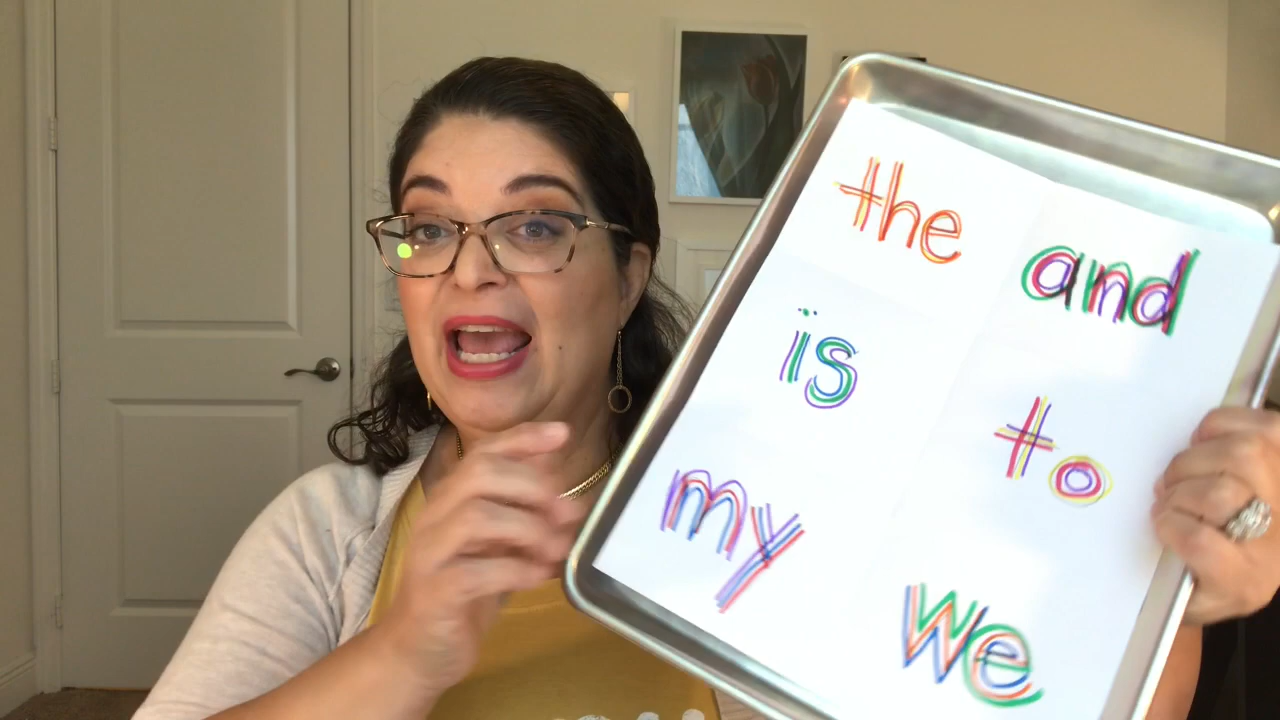 the and
is to
my we